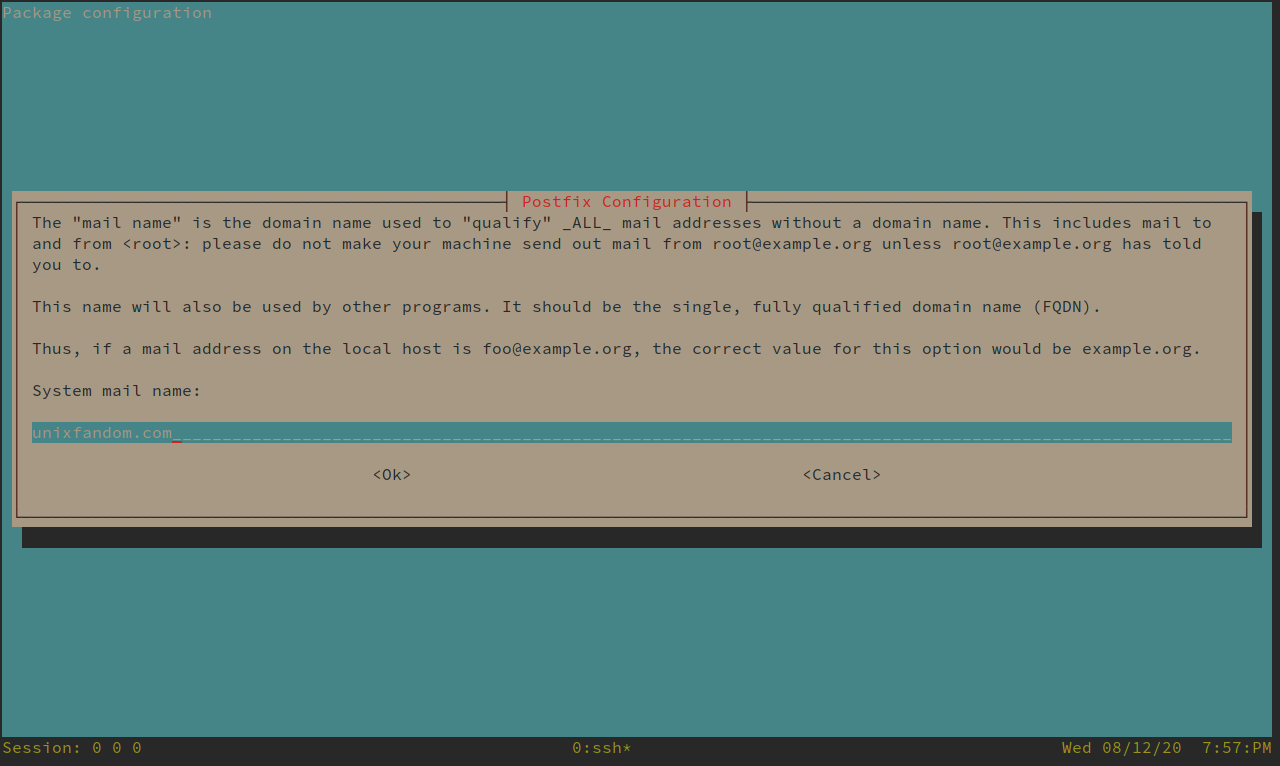 Package configuration
Postfix Configuration
The "mail name" is the domain name used to "qualify" _ALL_ mail addresses without a domain name. This includes mail to
and from <root>: please do not make your machine send out mail from root@example.org unless root@example.org has told
you to.
This name will also be used by other programs. It should be the single, fully qualified domain name (FQDN).
Thus, if a mail address on the local host is foo@example.org, the correct value for this option would be example.org.
System mail name:
unixfandom.com
<Ok> <Cancel>
Session: 0 0 0 0:ssh* Wed 08/12/20 7:57:PM